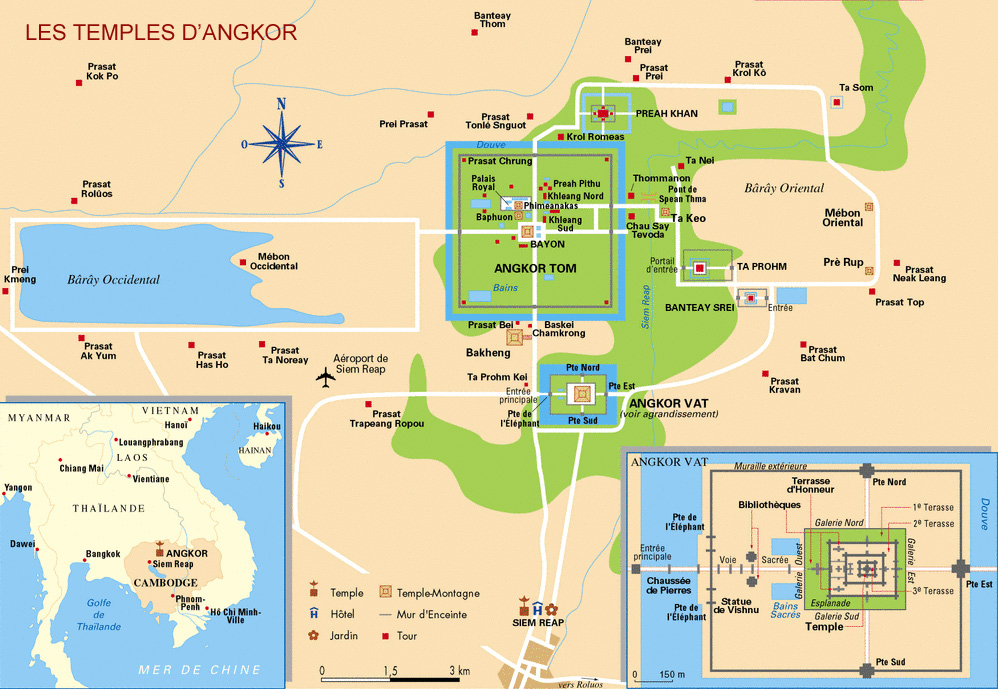 LES TEMPLES D'ANGKOR
Banteay
Thom
Prasat
Kok Po
Banteay
Prei
Prasat
Prei
Prasat
Krol Kô
Ta Som
Prei Prasat
Prasat
Tonlé Snguot
PREAH KHAN
Krol Romeas
N
O
E
S
Douve
Prasat Chrung
Palais
Royal
Preah Pithu
Khleang Nord
Phimeanakas
Baphuon
Khleang
Sud
BAYON
ANGKOR TOM
Bains
Thommanon
Ta Nei
Pont de
Spean Thma
Ta Keo
Chau Say
Tevoda
Bârây Oriental
Mébon
Oriental
Prè Rup
Prasat
Neak Leang
Prasat Top
Prasat
Rolûos
Prei
Kmeng
Bârây Occidental
Mébon
Occidental
Portail
d'entrée
TA PROHM
BANTEAY SREI
Entrée
Siem Reap
Prasat
Ak Yum
Prasat
Has Ho
Prasat
Ta Noreay
Aéroport de
Siem Reap
Prasat Bei
Baskei
Chamkrong
Bakheng
Prasat
Bat Chum
Prasat
Kravan
Ta Prohm Kei
Entrée
principale
Pte de
l'Éléphant
Pte Nord
Pte Est
Pte Sud
ANGKOR VAT
(voir agrandissement)
Prasat
Trapeang Ropou
MYANMAR
VIETNAM
Hanoï
Haikou
Louangphrabang
LAOS
HAINAN
Chiang Mai
Vientiane
Yangon
THAÏLANDE
Dawei
Bangkok
ANGKOR
Siem Reap
CAMBODGE
Phnom-
Penh
Hô Chi Minh-
Ville
Golfe
de
Thaïlande
MER DE CHINE
Temple
Temple-Montagne
Hôtel
Mur d'Enceinte
Jardin
Tour
0
1,5
3 km
H
SIEM REAP
vers Roluos
ANGKOR VAT
Muraille extérieure
Pte Nord
Terrasse
d'Honneur
Bibliothèques
Pte de
l'Éléphant
Galerie Nord
1º Terasse
2º Terasse
Douve
Entrée
principale
Voie
Sacrée
Galerie Ouest
Galerie Est
Pte Est
Chaussée
de Pierres
Statue
de Vishnu
Pte de
l'Éléphant
Bains
Sacrés
Esplanade
Galerie Sud
3º Terasse
Temple
Pte Sud
0
150 m